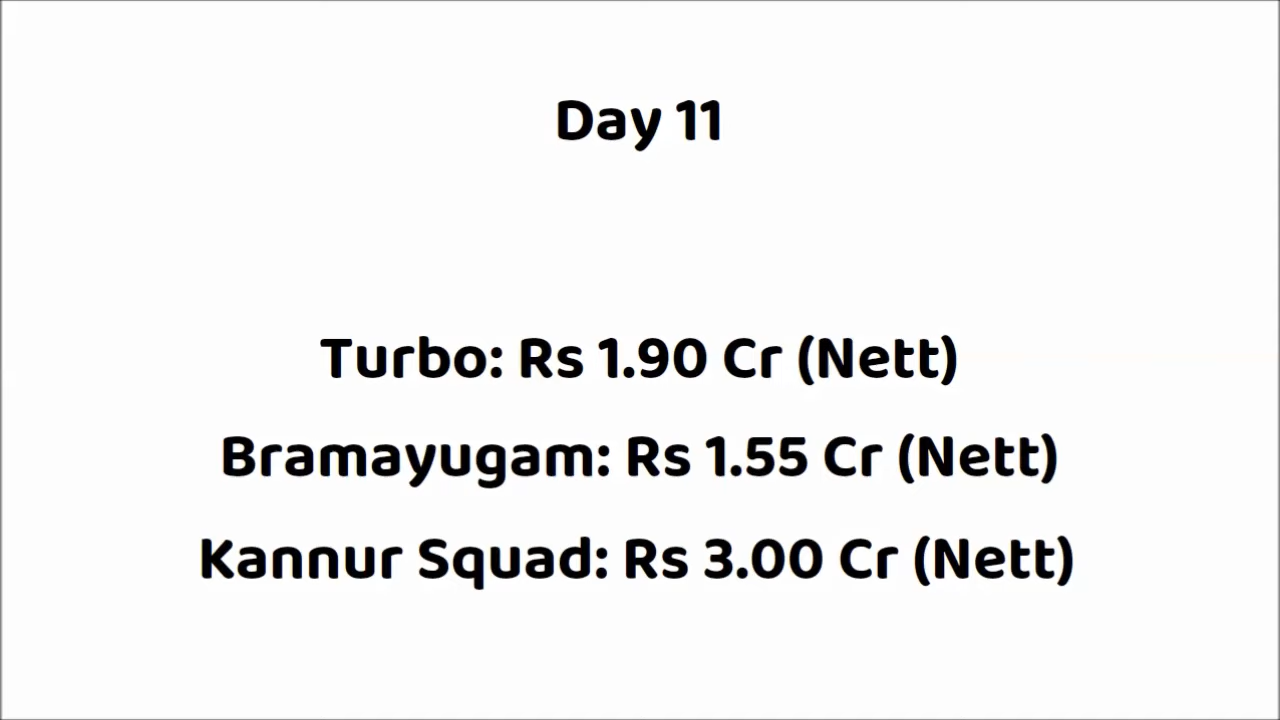 Day 11
Turbo: Rs 1.90 Cr (Nett)
Bramayugam: Rs 1.55 Cr (Nett)
Kannur Squad: Rs 3.00 Cr (Nett)